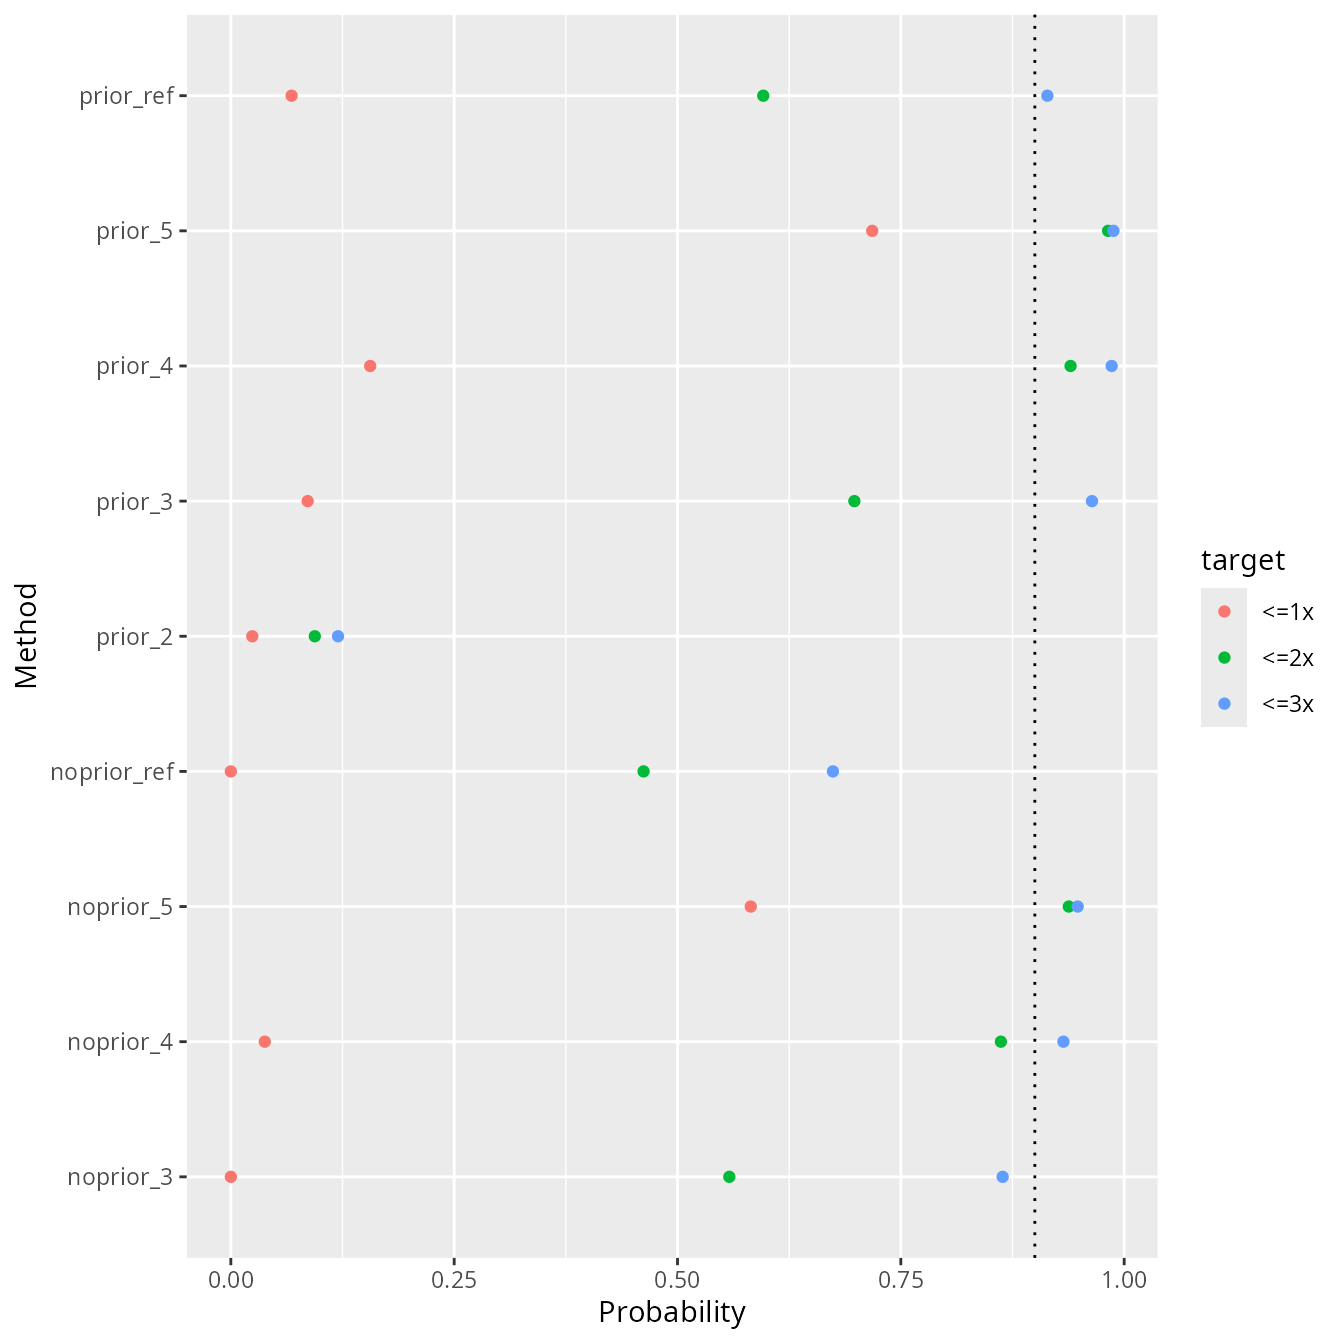 prior_ref
prior_5
prior_4
prior_3
prior_2
noprior_ref
noprior_5
noprior_4
noprior_3
Method
0.00 0.25 0.50 0.75 1.00
Probability
target
<=1x
<=2x
<=3x